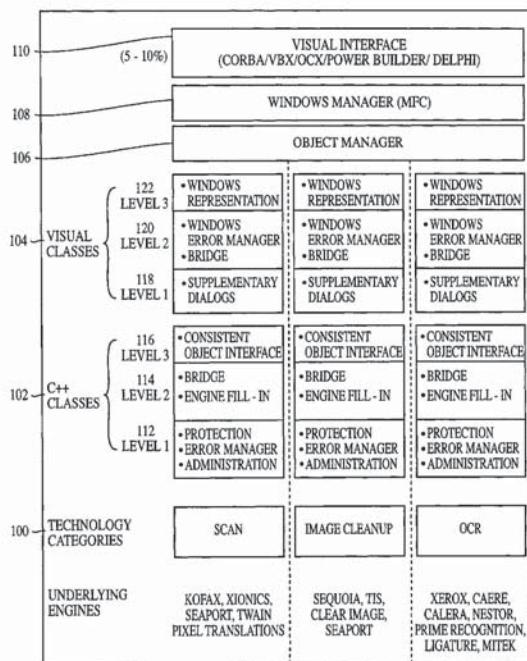 110
(5 - 10%)
VISUAL INTERFACE
(CORBA/VBX/OCX/POWER BUILDER/ DELPHI)
108
WINDOWS MANAGER (MFC)
106
OBJECT MANAGER
104
VISUAL
CLASSES
122
LEVEL 3
• WINDOWS
REPRESENTATION
• WINDOWS
REPRESENTATION
• WINDOWS
REPRESENTATION
120
LEVEL 2
• WINDOWS
ERROR MANAGER
• BRIDGE
• WINDOWS
ERROR MANAGER
• BRIDGE
• WINDOWS
ERROR MANAGER
• BRIDGE
118
LEVEL 1
• SUPPLEMENTARY
DIALOGS
• SUPPLEMENTARY
DIALOGS
• SUPPLEMENTARY
DIALOGS
102
C++
CLASSES
116
LEVEL 3
• CONSISTENT
OBJECT INTERFACE
• CONSISTENT
OBJECT INTERFACE
• CONSISTENT
OBJECT INTERFACE
114
LEVEL 2
• BRIDGE
• ENGINE FILL - IN
• BRIDGE
• ENGINE FILL - IN
• BRIDGE
• ENGINE FILL - IN
112
LEVEL 1
• PROTECTION
• ERROR MANAGER
• ADMINISTRATION
• PROTECTION
• ERROR MANAGER
• ADMINISTRATION
• PROTECTION
• ERROR MANAGER
• ADMINISTRATION
100
TECHNOLOGY
CATEGORIES
SCAN
IMAGE CLEANUP
OCR
UNDERLYING
ENGINES
KOFAX, XIONICS,
SEAPORT, TWAIN
PIXEL TRANSLATIONS
SEQUOIA, TIS,
CLEAR IMAGE,
SEAPORT
XEROX, CAERE,
CALERA, NESTOR,
PRIME RECOGNITION,
LIGATURE, MITEK